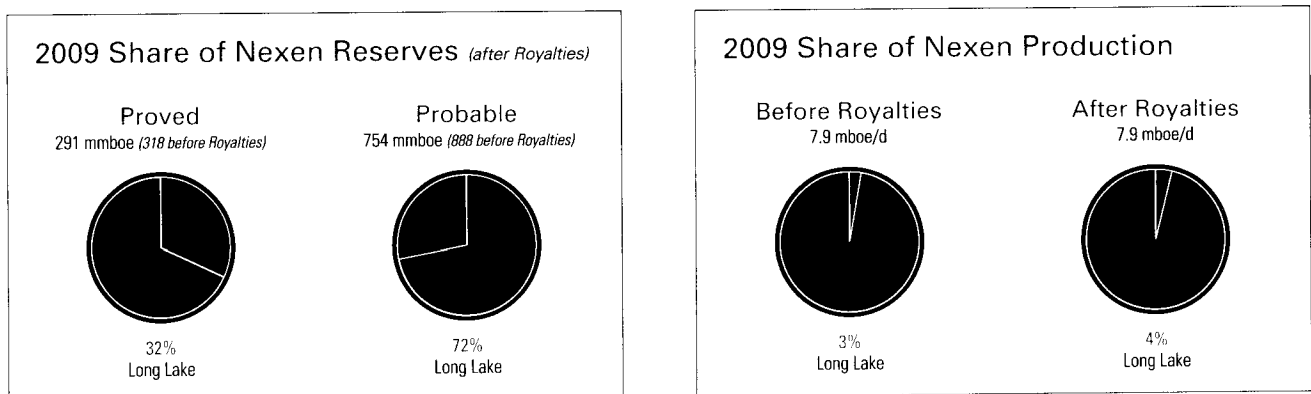 2009 Share of Nexen Reserves (after Royalties)
Proved
291 mmboe (318 before Royalties)
32%
Long Lake
Probable
754 mmboe (888 before Royalties)
72%
Long Lake
2009 Share of Nexen Production
Before Royalties
7.9 mboe/d
3%
Long Lake
After Royalties
7.9 mboe/d
4%
Long Lake